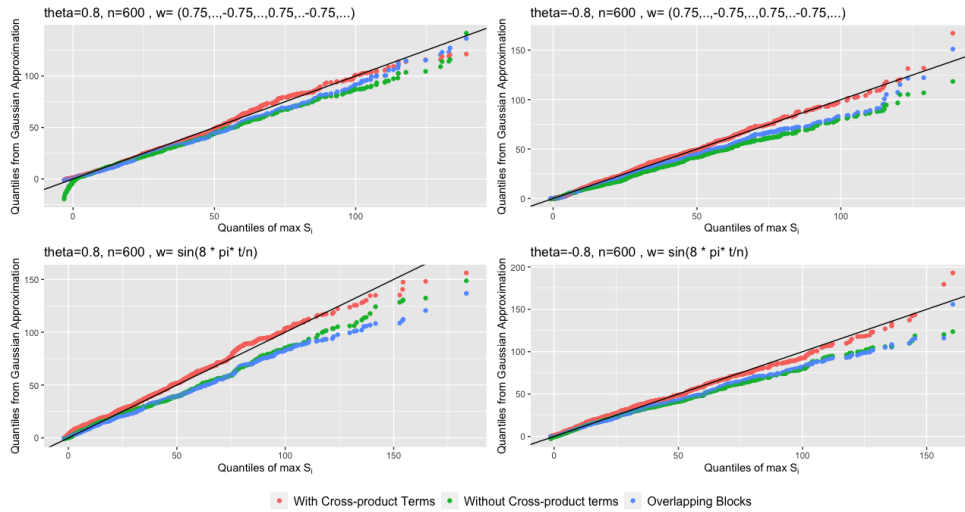 theta=0.8, n=600 , w= (0.75,..,-0.75,..,0.75,..-0.75,...)
theta=-0.8, n=600 , w= (0.75,..,-0.75,..,0.75,..-0.75,...)
Quantiles from Gaussian Approximation
100
50
0
0
50
100
Quantiles of max Si
Quantiles from Gaussian Approximation
150
100
50
0
0
50
100
Quantiles of max Si
theta=0.8, n=600 , w= sin(8 * pi* t/n)
theta=-0.8, n=600 , w= sin(8 * pi* t/n)
Quantiles from Gaussian Approximation
150
100
50
0
0
50
100
150
Quantiles of max Si
Quantiles from Gaussian Approximation
200
150
100
50
0
0
50
100
150
Quantiles of max Si
With Cross-product Terms
Without Cross-product terms
Overlapping Blocks